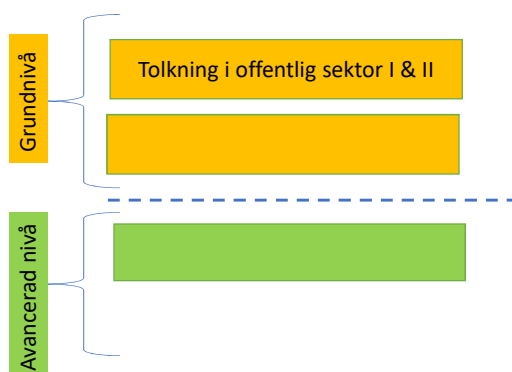 Grundnivå
Tolkning i offentlig sektor I & II
Avancerad nivå